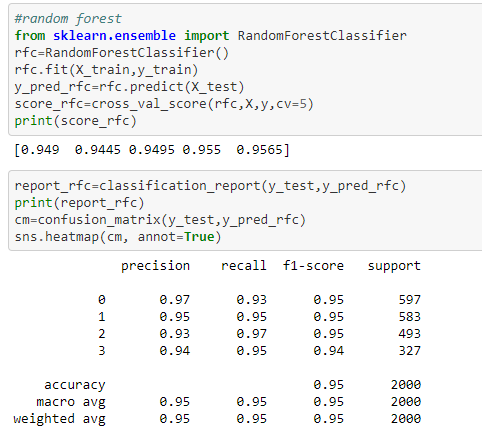 #random forest
from sklearn.ensemble import RandomForestClassifier
rfc=RandomForestClassifier()
rfc.fit(X_train,y_train)
y_pred_rfc=rfc.predict(X_test)
score_rfc=cross_val_score(rfc,X,y,cv=5)
print(score_rfc)
[0.949  0.9445 0.9495 0.955  0.9565]
report_rfc=classification_report(y_test,y_pred_rfc)
print(report_rfc)
cm=confusion_matrix(y_test,y_pred_rfc)
sns.heatmap(cm, annot=True)
precision recall f1-score support
0 0.97 0.93 0.95 597
1 0.95 0.95 0.95 583
2 0.93 0.97 0.95 493
3 0.94 0.95 0.94 327
accuracy 0.95 2000
macro avg 0.95 0.95 0.95 2000
weighted avg 0.95 0.95 0.95 2000